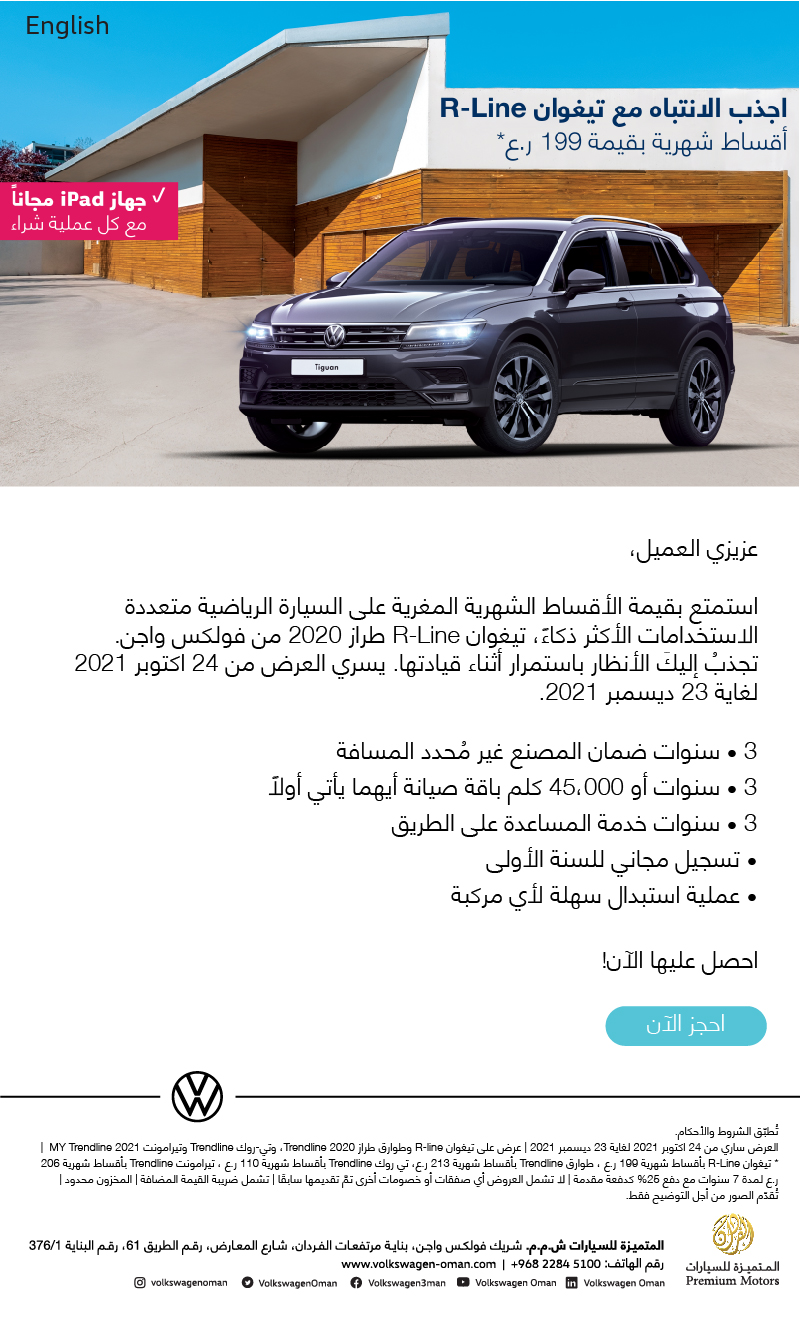 English
اجذب الانتباه مع تيغوان R-Line
أقساط شهرية بقيمة 199 ر.ع*
✓ جهاز iPad مجاناً
مع كل عملية شراء
Tiguan
عزيزي العميل،
استمتع بقيمة الأقساط الشهرية المغرية على السيارة الرياضية متعددة
الاستخدامات الأكثر ذكاءً، تيغوان R-Line طراز 2020 من فولكس واجن.
تجذبُ إليكَ الأنظار باستمرار أثناء قيادتها. يسري العرض من 24 اكتوبر 2021
لغاية 23 ديسمبر 2021.
3 • سنوات ضمان المصنع غير مُحدد المسافة
3 • سنوات أو 45،000 كلم باقة صيانة أيهما يأتي أولاً
3 • سنوات خدمة المساعدة على الطريق
• تسجيل مجاني للسنة الأولى
• عملية استبدال سهلة لأي مركبة
احصل عليها الآن!
احجز الآن
تُطبّق الشروط والأحكام.
العرض ساري من 24 اكتوبر 2021 لغاية 23 ديسمبر 2021 | عرض على تيغوان R-line وطوارق طراز Trendline 2020، وتي-روك Trendline وتيرامونت MY Trendline 2021 |
* تيغوان R-Line بأقساط شهرية 199 ر.ع ، طوارق Trendline بأقساط شهرية 213 ر.ع، تي روك Trendline بأقساط شهرية 110 ر.ع ، تيرامونت Trendline بأقساط شهرية 206
ر.ع لمدة 7 سنوات مع دفع 25% كدفعة مقدمة | لا تشمل العروض أي صفقات أو خصومات أخرى تمّ تقديمها سابقًا | تشمل ضريبة القيمة المضافة | المخزون محدود |
تُقدّم الصور من أجل التوضيح فقط.
المتميزة للسيارات ش.م.م. شريك فولكس واجن، بناية مرتفعات الفردان، شارع المعارض، رقم الطريق 61، رقم البناية 376/1
رقم الهاتف: 5100 2284 968+ | www.volkswagen-oman.com
volkswagenoman VolkswagenOman Volkswagen3man Volkswagen Oman Volkswagen Oman
المتميزة للسيارات
Premium Motors